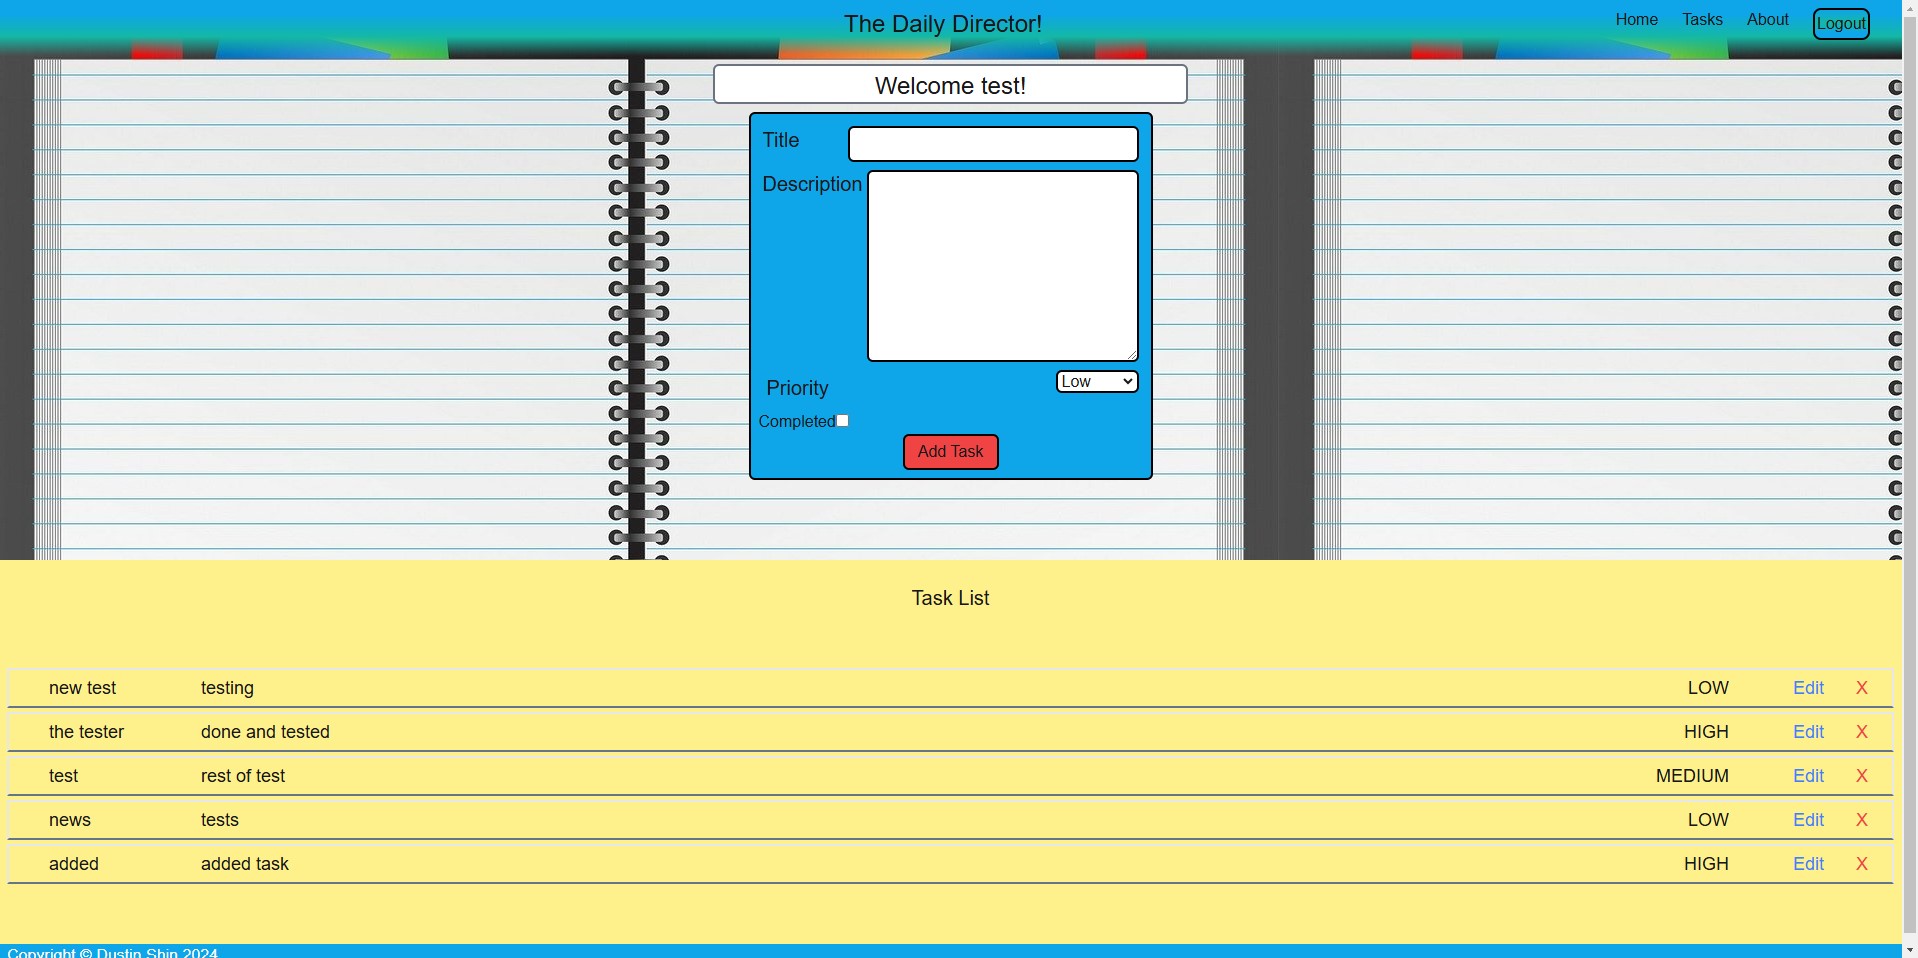 The Daily Director!
Home Tasks About Logout
Welcome test!
Title
Description
Priority Low
Completed
Add Task
Task List
new test testing LOW Edit X
the tester done and tested HIGH Edit X
test rest of test MEDIUM Edit X
news tests LOW Edit X
added added task HIGH Edit X
Copyright © Dustin Shin 2024